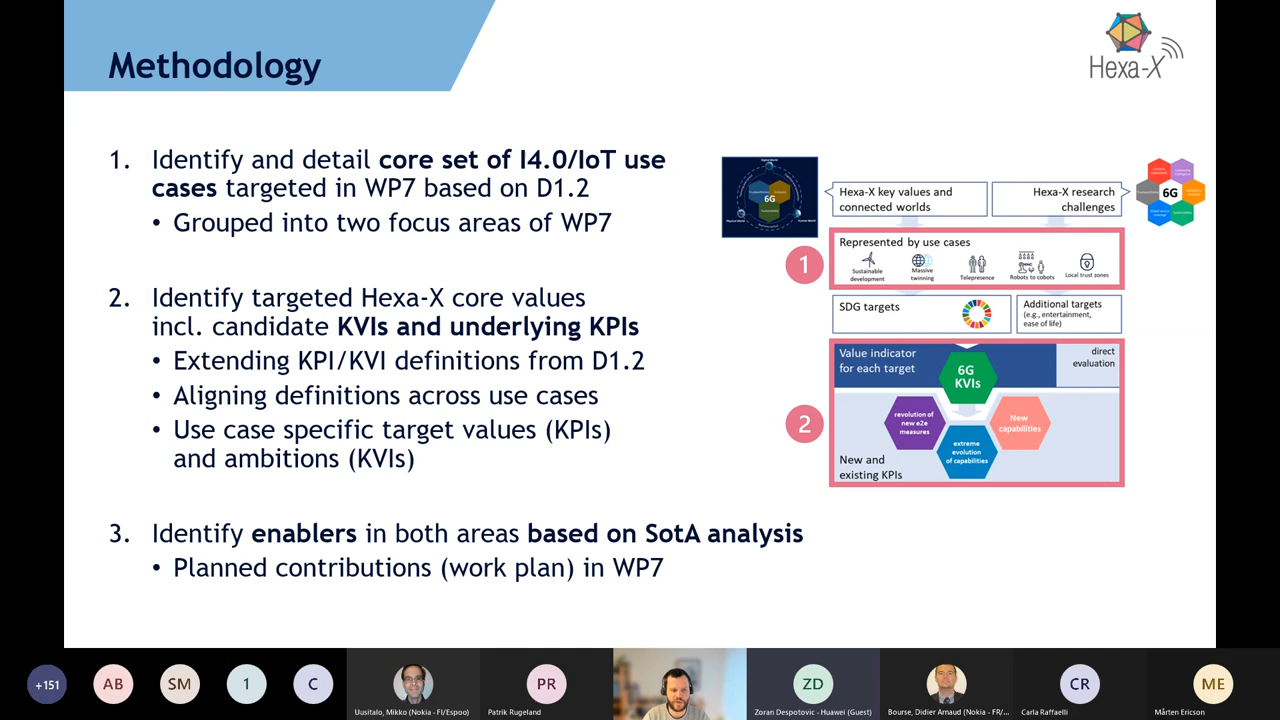 Methodology
Hexa-X
1. Identify and detail core set of I4.0/IoT use
cases targeted in WP7 based on D1.2
• Grouped into two focus areas of WP7
2. Identify targeted Hexa-X core values
incl. candidate KVIs and underlying KPIs
• Extending KPI/KVI definitions from D1.2
• Aligning definitions across use cases
• Use case specific target values (KPIs)
and ambitions (KVIs)
3. Identify enablers in both areas based on SotA analysis
• Planned contributions (work plan) in WP7
6G
Hexa-X key values and
connected worlds
Hexa-X research
challenges
6G
1
Represented by use cases
Sustainable
development
Massive
twinning
Telepresence
Robots to cobots
Local trust zones
SDG targets
Additional targets
(e.g., entertainment,
ease of life)
2
Value indicator
for each target
6G
KVIs
direct
evaluation
revolution of
new e2e
measures
New
capabilities
extreme
evolution
of capabilities
New and
existing KPIs
+151
AB
SM
1
C
Uusitalo, Mikko (Nokia - FI/Espoo)
PR
Patrik Rugeland
ZD
Zoran Despotovic - Huawei (Guest)
Bourse, Didier Arnaud (Nokia - FR/...
CR
Carla Raffaelli
ME
Mårten Ericson